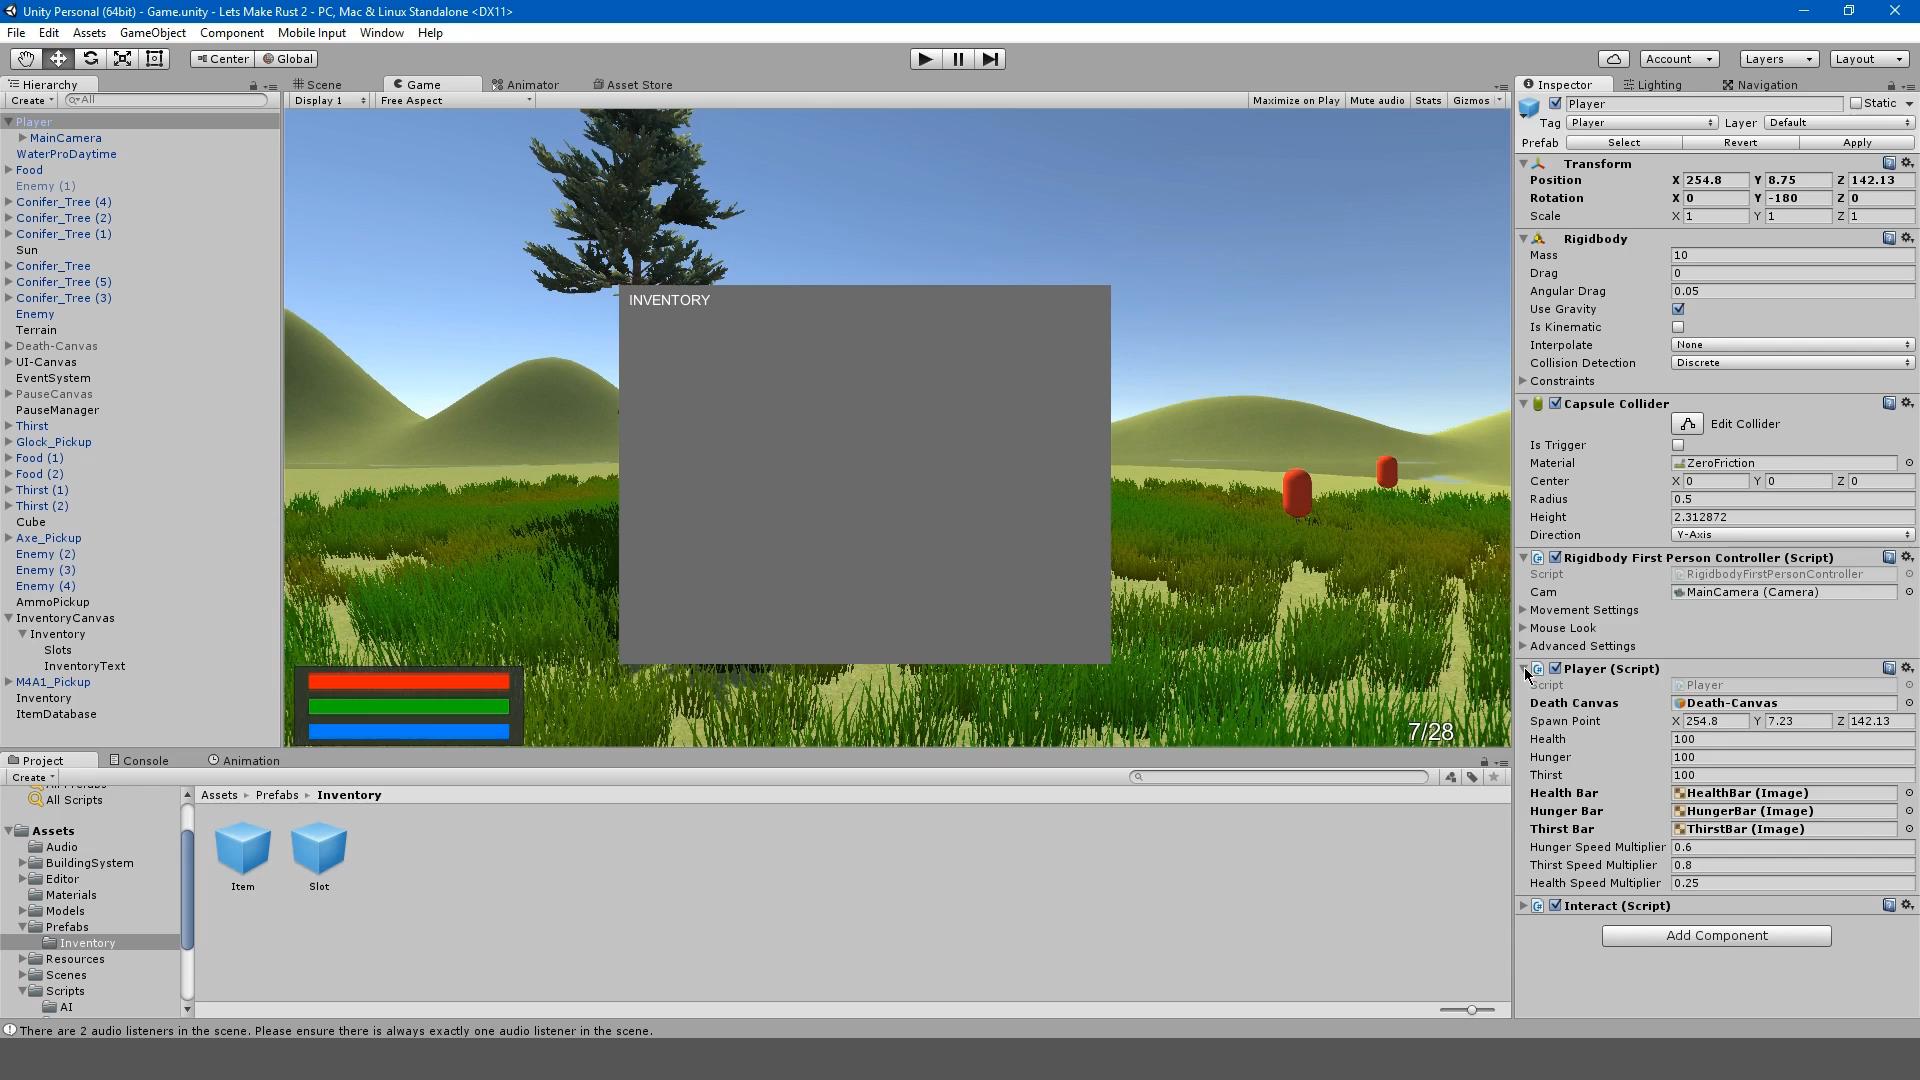 Unity Personal (64bit) - Game.unity - Lets Make Rust 2 - PC, Mac & Linux Standalone <DX11>
File Edit Assets GameObject Component Mobile Input Window Help
Center Global Account Layers Layout
Hierarchy
Create All
Player
MainCamera
WaterProDaytime
Food
Enemy (1)
Conifer_Tree (4)
Conifer_Tree (2)
Conifer_Tree (1)
Sun
Conifer_Tree
Conifer_Tree (5)
Conifer_Tree (3)
Enemy
Terrain
Death-Canvas
UI-Canvas
EventSystem
PauseCanvas
PauseManager
Thirst
Glock_Pickup
Food (1)
Food (2)
Thirst (1)
Thirst (2)
Cube
Axe_Pickup
Enemy (2)
Enemy (3)
Enemy (4)
AmmoPickup
InventoryCanvas
Inventory
Slots
InventoryText
M4A1_Pickup
Inventory
ItemDatabase
Scene Game Animator Asset Store
Display 1 Free Aspect Maximize on Play Mute audio Stats Gizmos
INVENTORY
7/28
Inspector Lighting Navigation
Player Static
Tag Player Layer Default
Prefab Select Revert Apply
Transform
Position X 254.8 Y 8.75 Z 142.13
Rotation X 0 Y -180 Z 0
Scale X 1 Y 1 Z 1
Rigidbody
Mass 10
Drag 0
Angular Drag 0.05
Use Gravity
Is Kinematic
Interpolate None
Collision Detection Discrete
Constraints
Capsule Collider
Edit Collider
Is Trigger
Material ZeroFriction
Center X 0 Y 0 Z 0
Radius 0.5
Height 2.312872
Direction Y-Axis
Rigidbody First Person Controller (Script)
Script RigidbodyFirstPersonController
Cam MainCamera (Camera)
Movement Settings
Mouse Look
Advanced Settings
Player (Script)
Script Player
Death Canvas Death-Canvas
Spawn Point X 254.8 Y 7.23 Z 142.13
Health 100
Hunger 100
Thirst 100
Health Bar HealthBar (Image)
Hunger Bar HungerBar (Image)
Thirst Bar ThirstBar (Image)
Hunger Speed Multiplier 0.6
Thirst Speed Multiplier 0.8
Health Speed Multiplier 0.25
Interact (Script)
Add Component
Project Console Animation
Create
All Scripts
Assets
Audio
BuildingSystem
Editor
Materials
Models
Prefabs
Inventory
Resources
Scenes
Scripts
AI
Assets Prefabs Inventory
Item Slot
There are 2 audio listeners in the scene. Please ensure there is always exactly one audio listener in the scene.